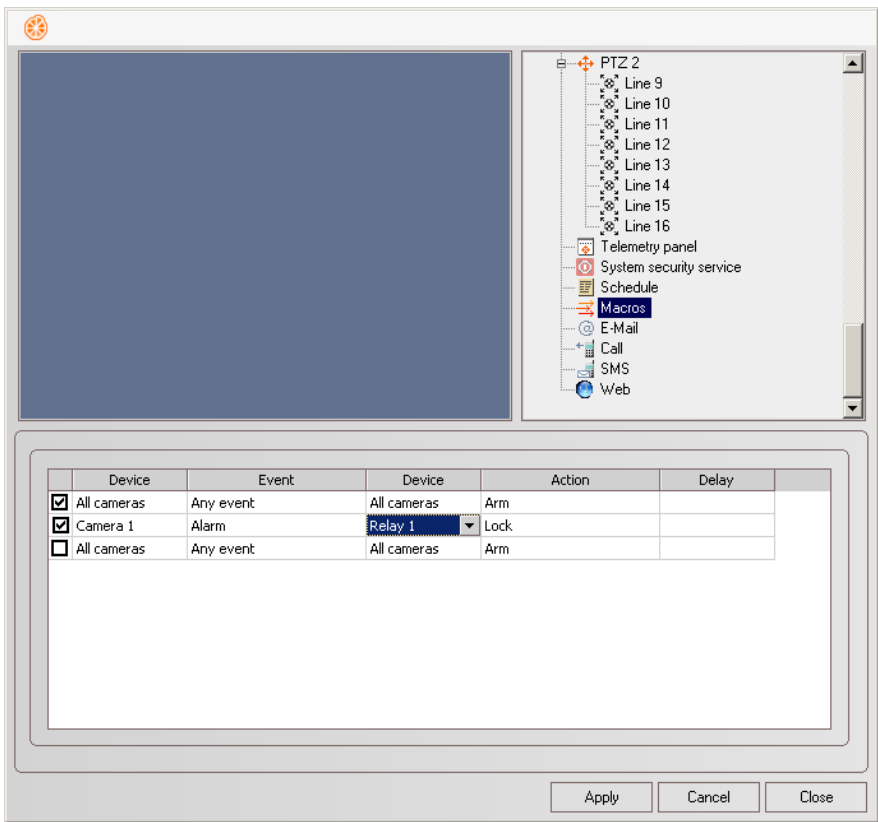 PTZ 2
Line 9
Line 10
Line 11
Line 12
Line 13
Line 14
Line 15
Line 16
Telemetry panel
System security service
Schedule
Macros
E-Mail
Call
SMS
Web
Device Event Device Action Delay
All cameras Any event All cameras Arm
Camera 1 Alarm Relay 1 Lock
All cameras Any event All cameras Arm
Apply Cancel Close